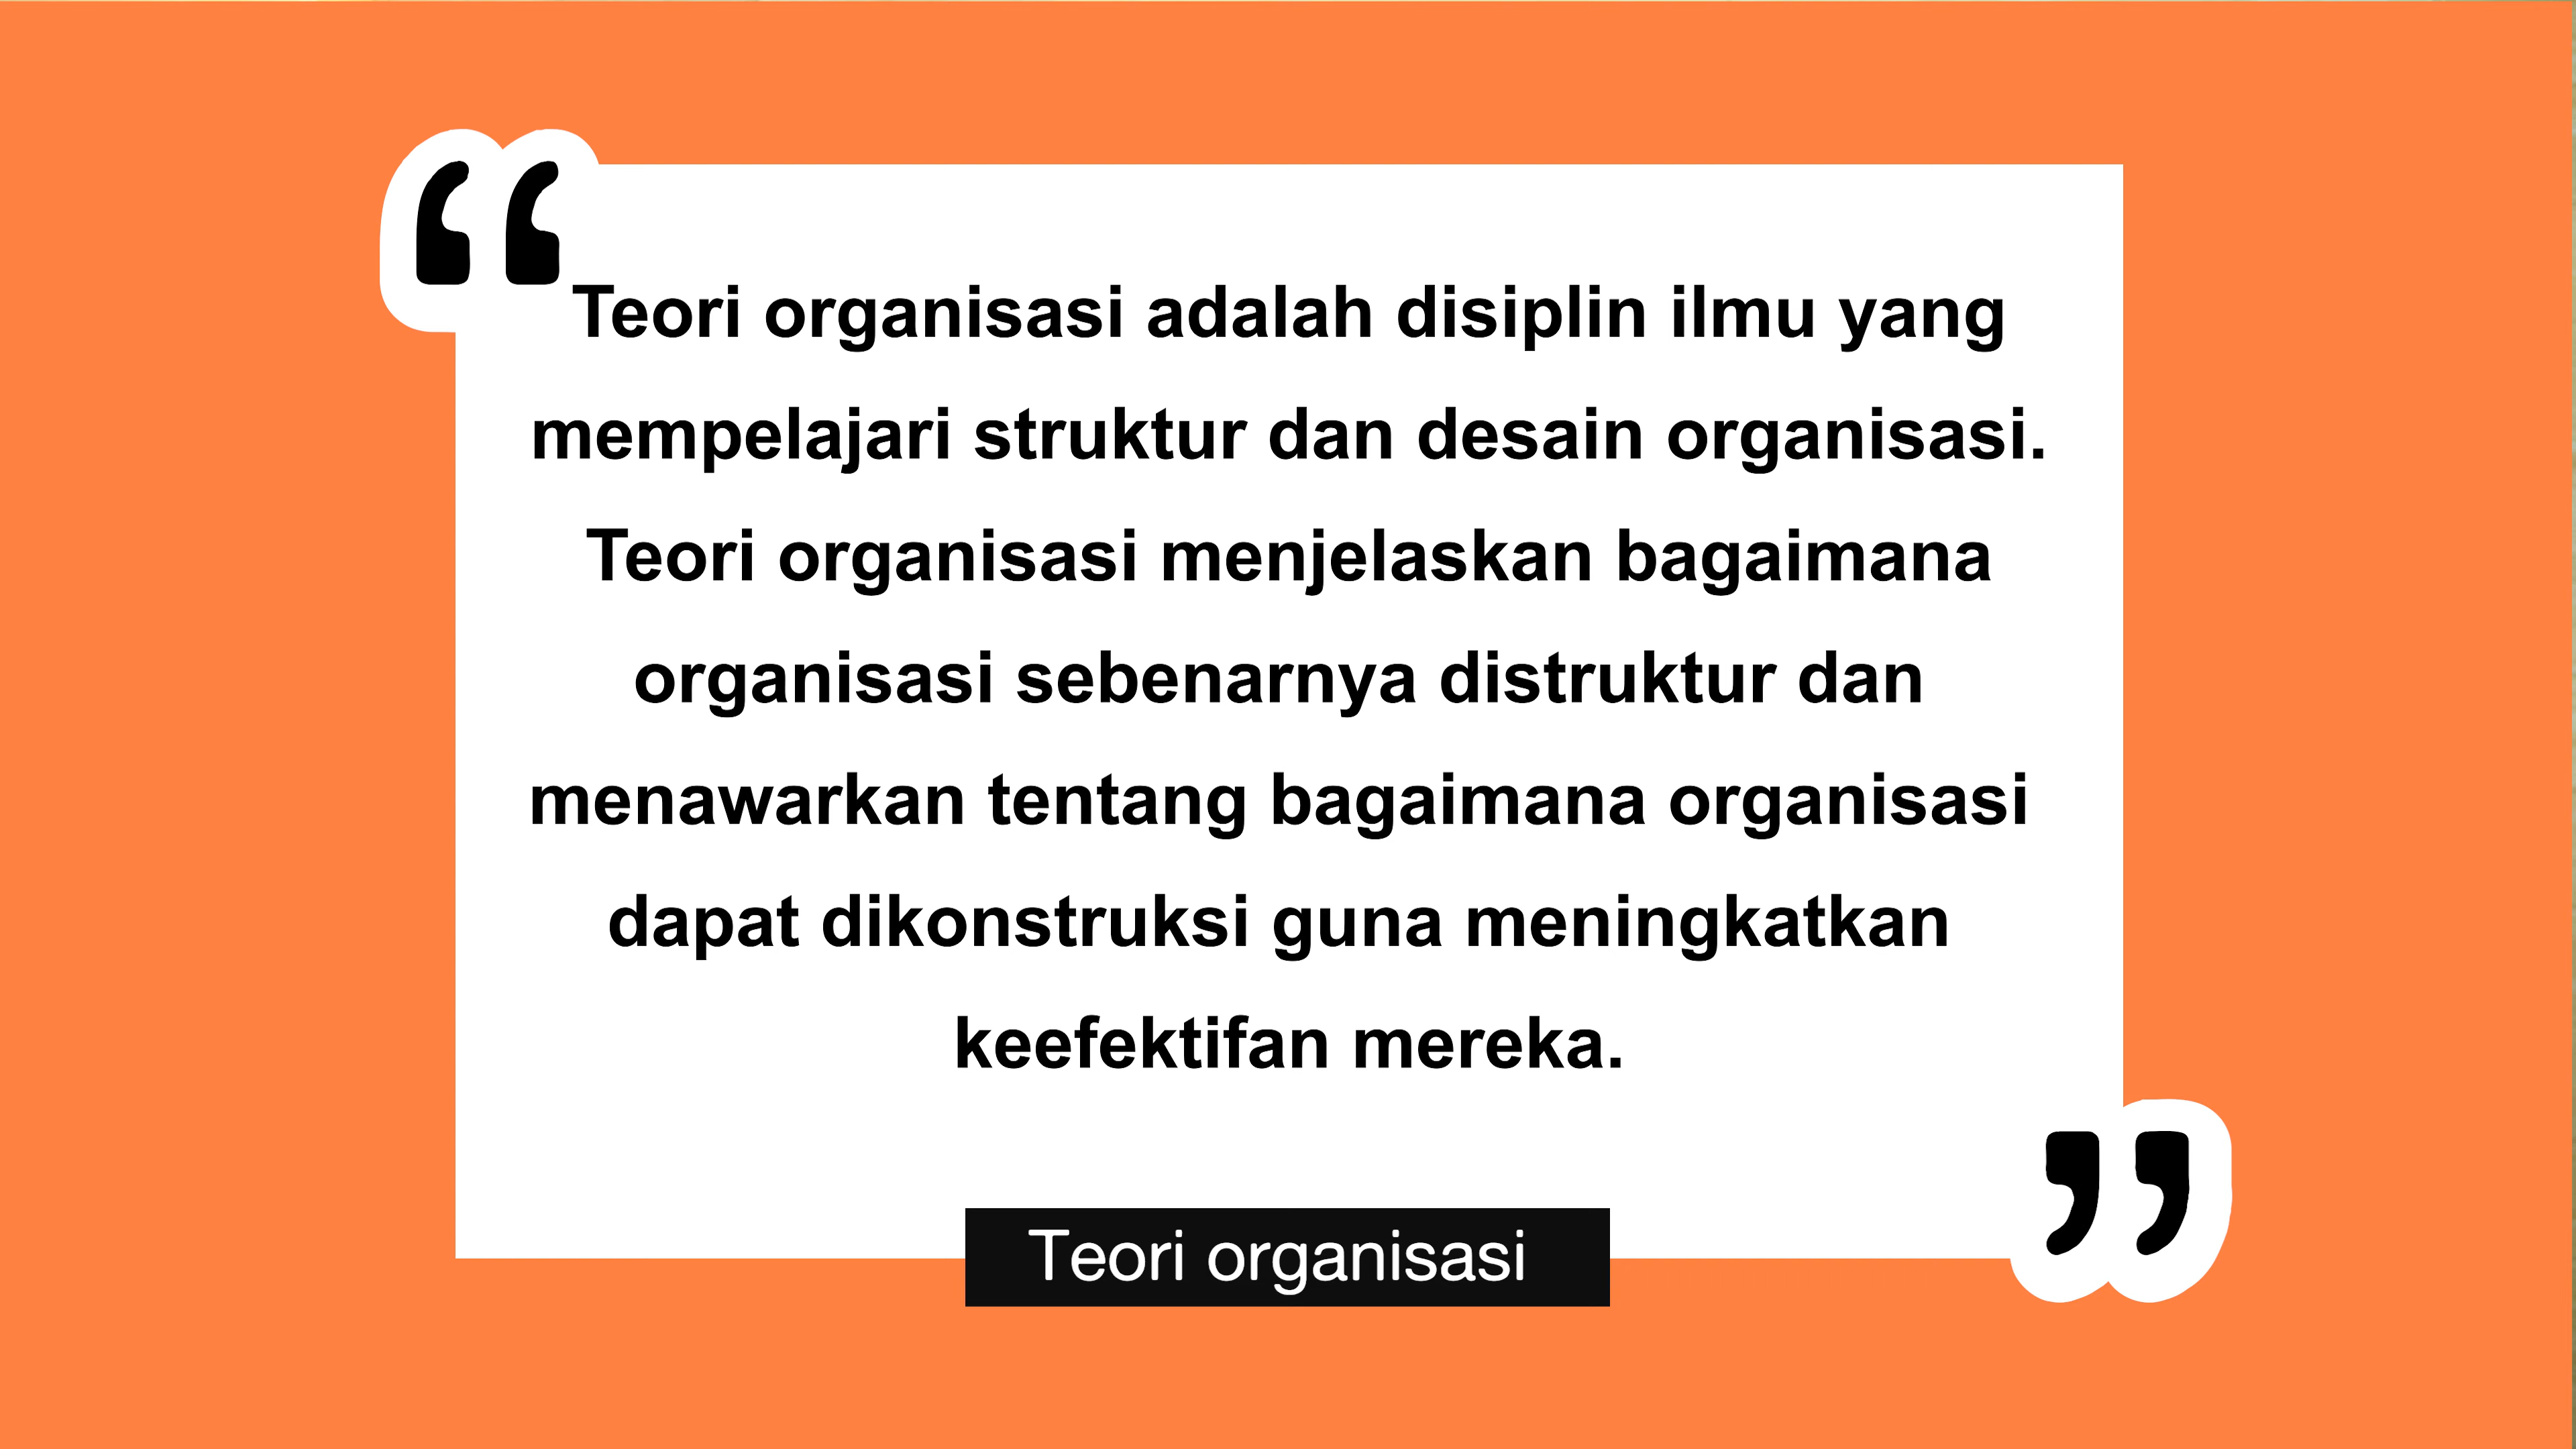 “
Teori organisasi adalah disiplin ilmu yang
mempelajari struktur dan desain organisasi.
Teori organisasi menjelaskan bagaimana
organisasi sebenarnya distruktur dan
menawarkan tentang bagaimana organisasi
dapat dikonstruksi guna meningkatkan
keefektifan mereka.
”
Teori organisasi